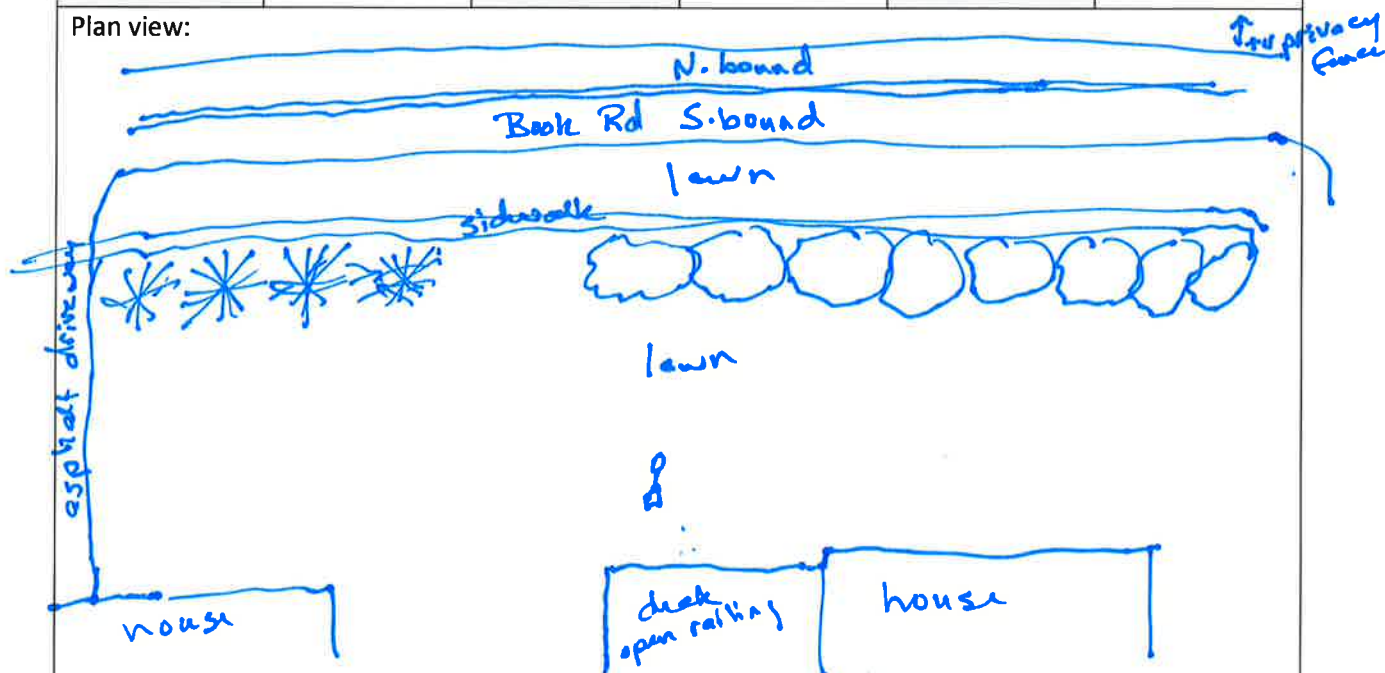 Plan view:
privacy
fence
N. bound
Book Rd S. bound
lawn
sidewalk
asphalt driveway
lawn
house
deck
open railing
house